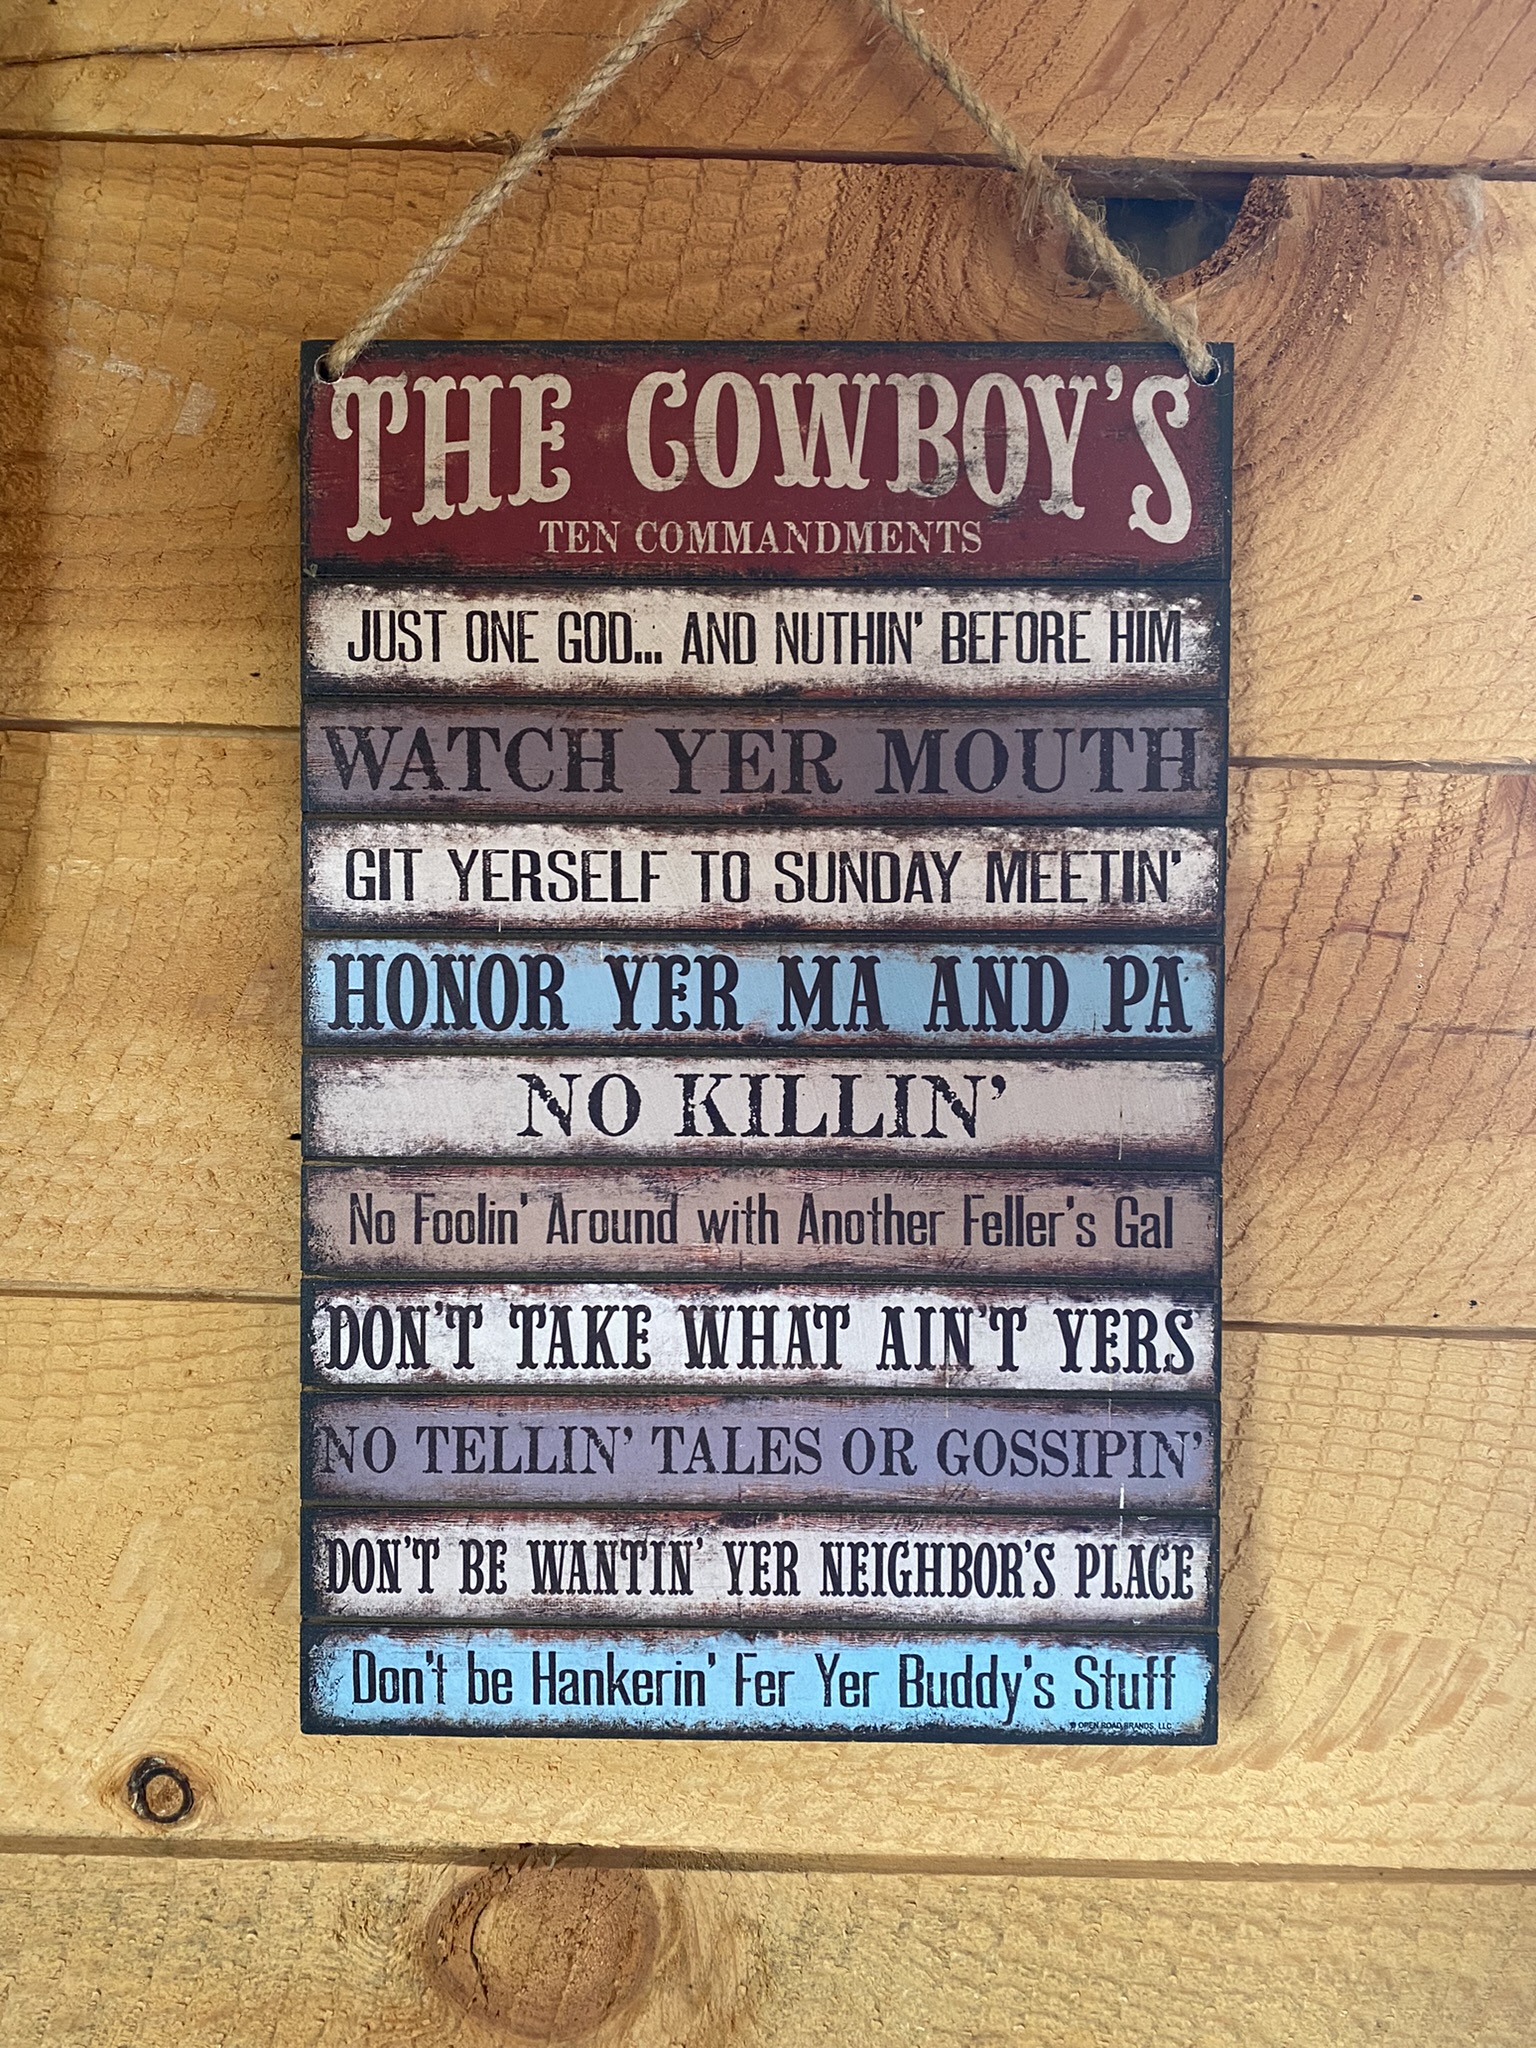 THE COWBOY'S
TEN COMMANDMENTS
JUST ONE GOD... AND NUTHIN' BEFORE HIM
WATCH YER MOUTH
GIT YERSELF TO SUNDAY MEETIN'
HONOR YER MA AND PA
NO KILLIN'
No Foolin' Around with Another Feller's Gal
DON'T TAKE WHAT AIN'T YERS
NO TELLIN' TALES OR GOSSIPIN'
DON'T BE WANTIN' YER NEIGHBOR'S PLACE
Don't be Hankerin' Fer Yer Buddy's Stuff
© OPEN ROAD BRANDS, LLC